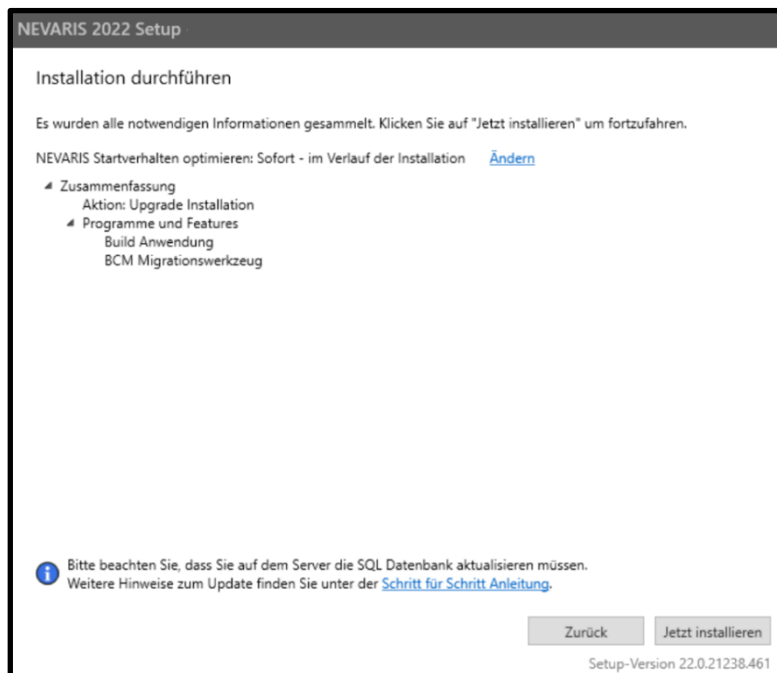 NEVARIS 2022 Setup
Installation durchführen
Es wurden alle notwendigen Informationen gesammelt. Klicken Sie auf "Jetzt installieren" um fortzufahren.
NEVARIS Startverhalten optimieren: Sofort - im Verlauf der Installation Ändern
Zusammenfassung
Aktion: Upgrade Installation
Programme und Features
Build Anwendung
BCM Migrationswerkzeug
Bitte beachten Sie, dass Sie auf dem Server die SQL Datenbank aktualisieren müssen.
Weitere Hinweise zum Update finden Sie unter der Schritt für Schritt Anleitung.
Zurück Jetzt installieren
Setup-Version 22.0.21238.461